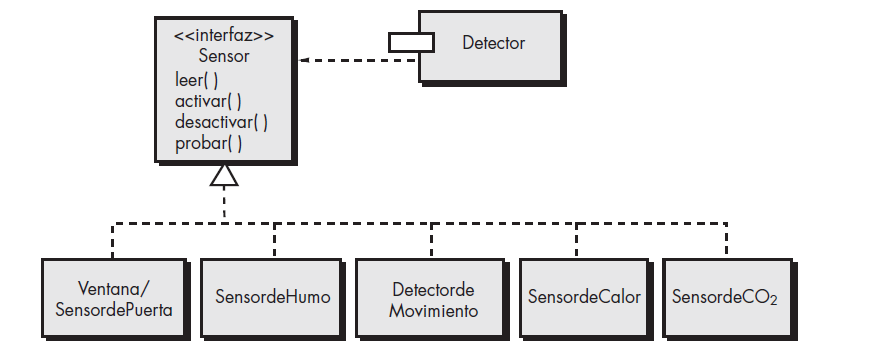 <<interfaz>>
Sensor
leer( )
activar( )
desactivar( )
probar( )
Detector
Ventana/
SensordePuerta
SensordeHumo
Detectorde
Movimiento
SensordeCalor
SensordeCO2